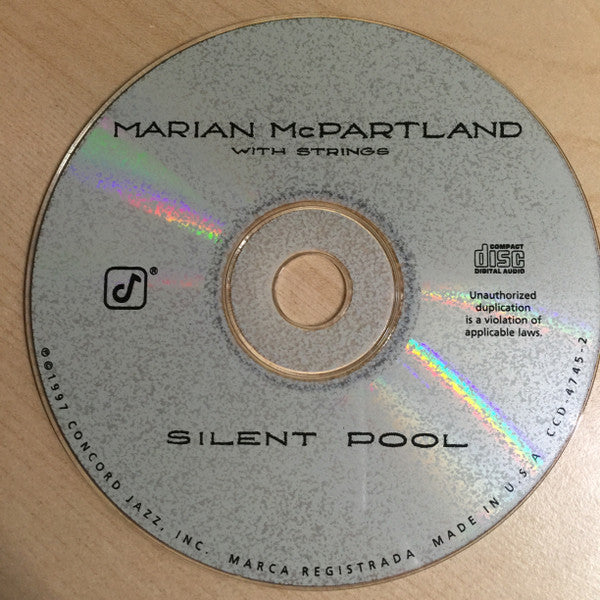 MARIAN McPARTLAND
WITH STRINGS
®
COMPACT
disc
DIGITAL AUDIO
Unauthorized
duplication
is a violation of
applicable laws.
SILENT POOL
℗©1997 CONCORD JAZZ, INC. MARCA REGISTRADA MADE IN U.S.A CCD-4745-2